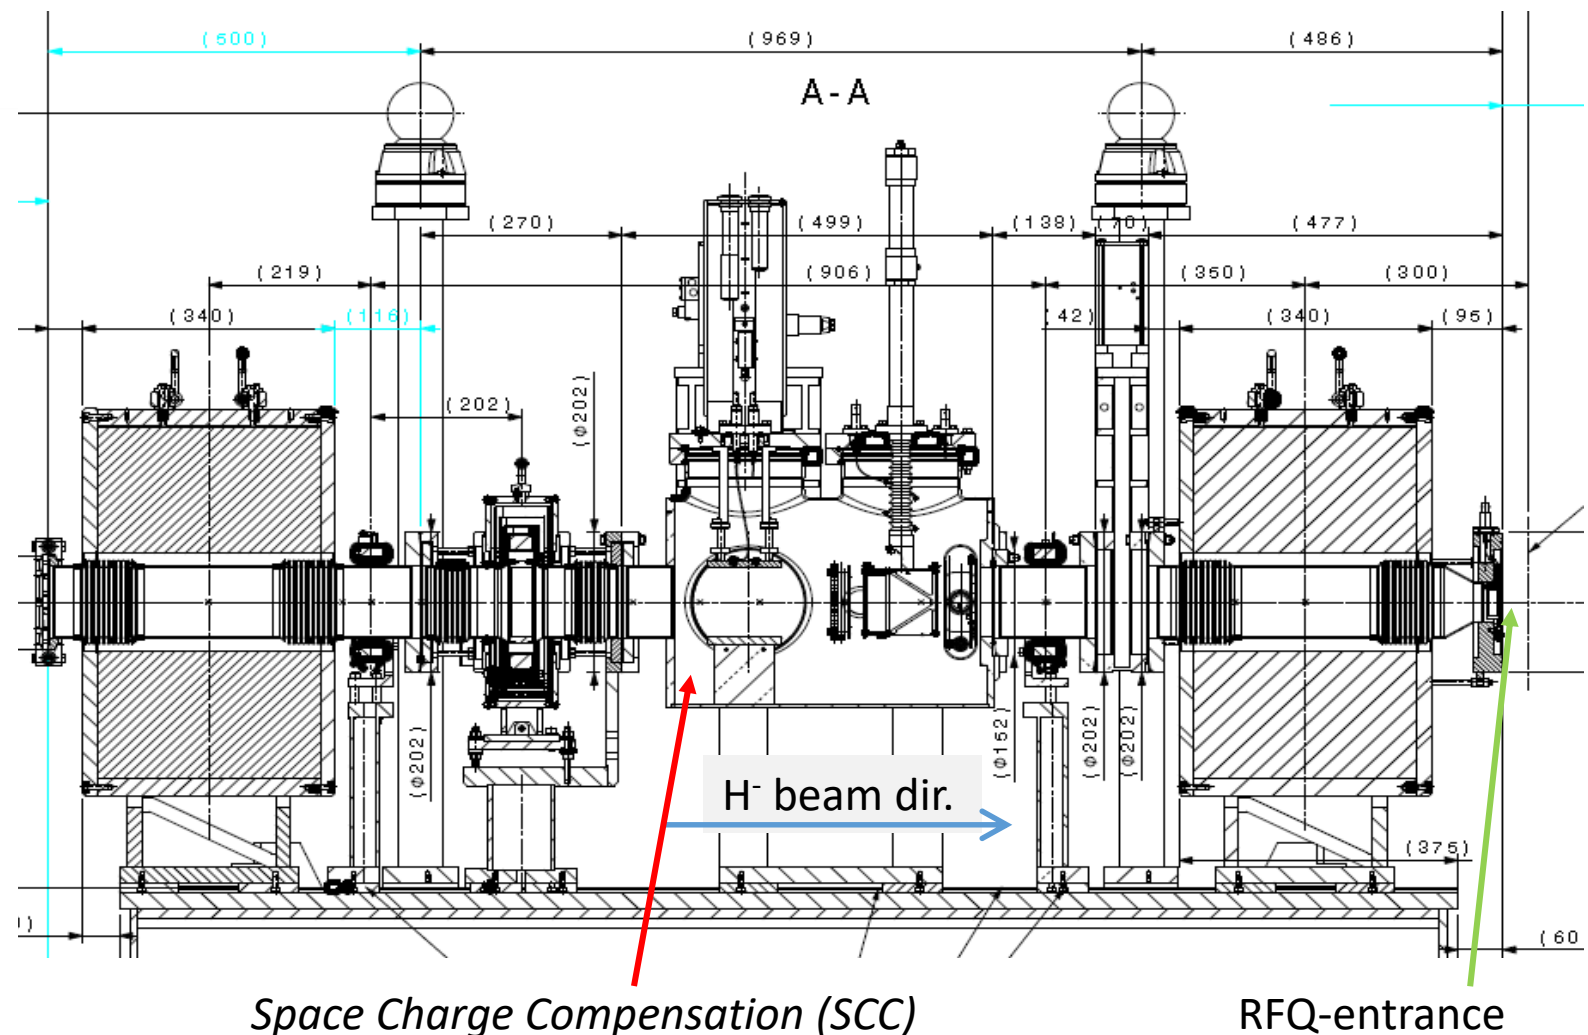 (500) (969) (486)
A-A
(270) (499) (138) (70) (477)
(219) (906) (350) (300)
(340) (116) (42) (340) (95)
(202) (Φ202)
(Φ202) (Φ152) (Φ202) (Φ202)
H⁻ beam dir.
(375)
(60
Space Charge Compensation (SCC) RFQ-entrance